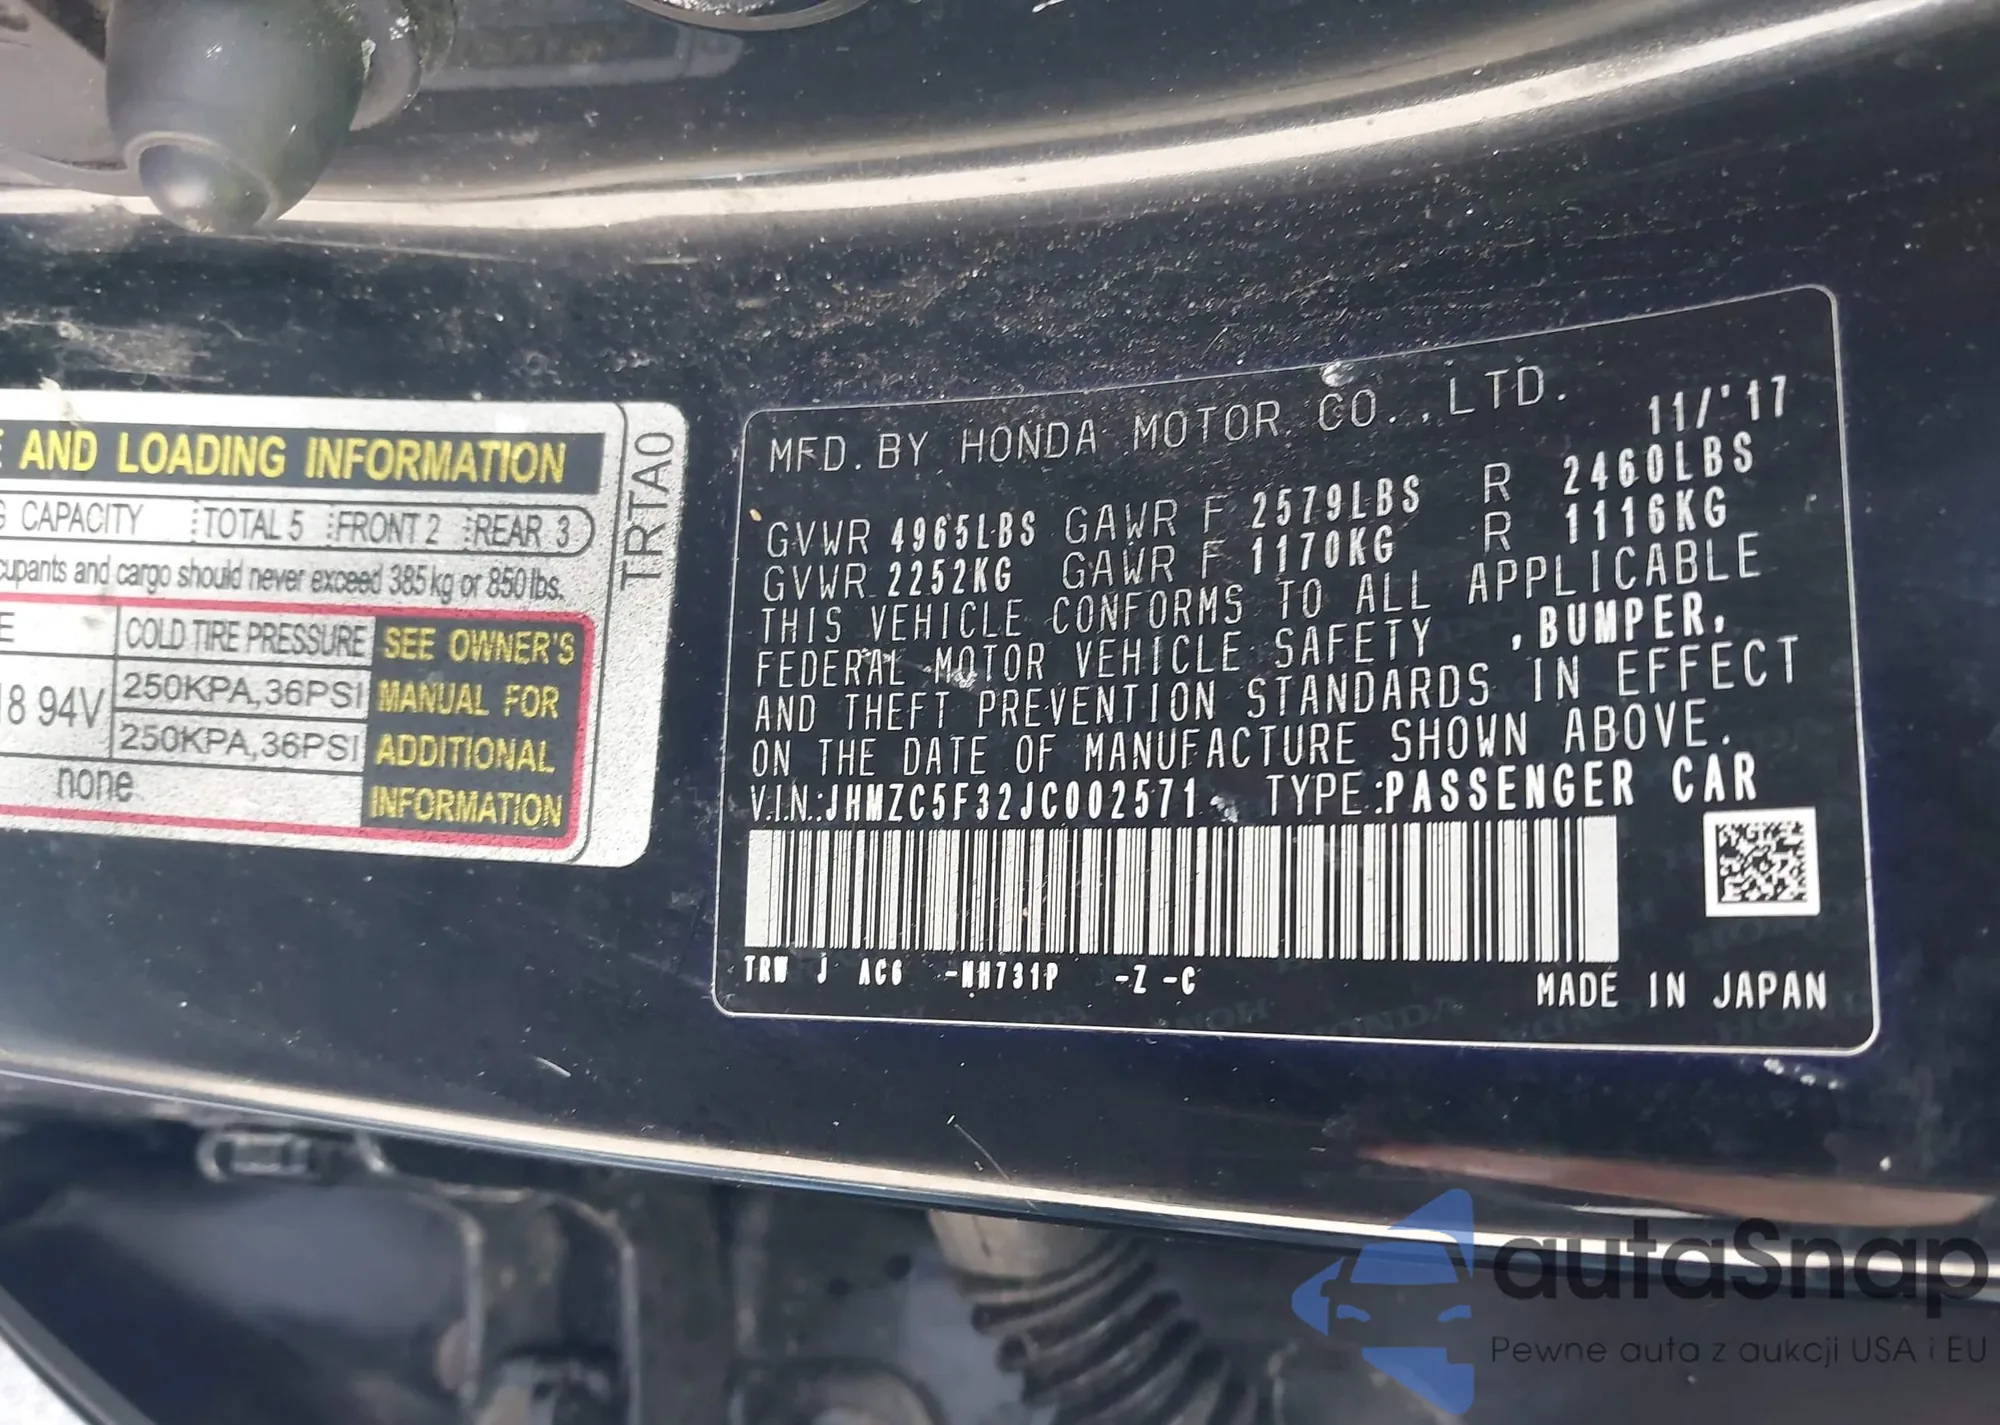 AND LOADING INFORMATION
CAPACITY TOTAL 5 FRONT 2 REAR 3
cupants and cargo should never exceed 385 kg or 850 lbs.
E COLD TIRE PRESSURE SEE OWNER'S
18 94V 250KPA,36PSI MANUAL FOR
250KPA,36PSI ADDITIONAL
none INFORMATION
TRTA0
MFD. BY HONDA MOTOR CO.,LTD. 11/'17
GVWR 4965LBS GAWR F 2579LBS R 2460LBS
GVWR 2252KG GAWR F 1170KG R 1116KG
THIS VEHICLE CONFORMS TO ALL APPLICABLE
FEDERAL MOTOR VEHICLE SAFETY ,BUMPER,
AND THEFT PREVENTION STANDARDS IN EFFECT
ON THE DATE OF MANUFACTURE SHOWN ABOVE.
V.I.N.:JHMZC5F32JC002571 TYPE:PASSENGER CAR
TRW J AC6 -NH731P -Z -C
MADE IN JAPAN
autaSnap
Pewne auta z aukcji USA i EU